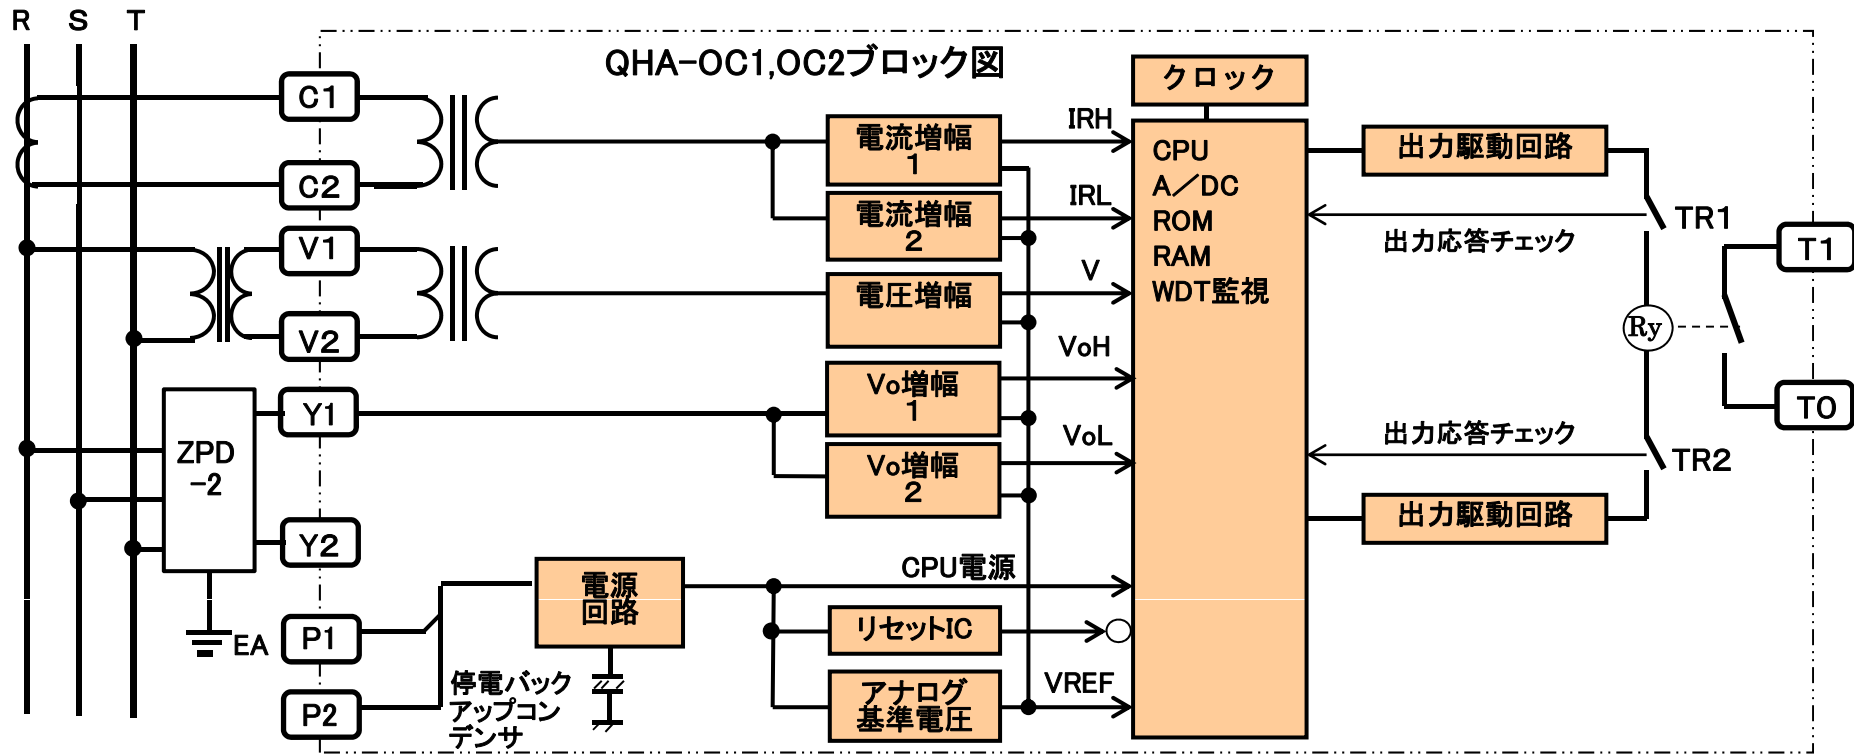 R S T
QHA-OC1,OC2ブロック図
C1
C2
V1
V2
Y1
Y2
P1
P2
ZPD
-2
EA
電流増幅
1
電流増幅
2
電圧増幅
Vo増幅
1
Vo増幅
2
電源
回路
停電バック
アップコン
デンサ
リセットIC
アナログ
基準電圧
IRH
IRL
V
VoH
VoL
CPU電源
VREF
クロック
CPU
A／DC
ROM
RAM
WDT監視
出力駆動回路
出力応答チェック
TR1
Ry
出力応答チェック
TR2
出力駆動回路
T1
T0